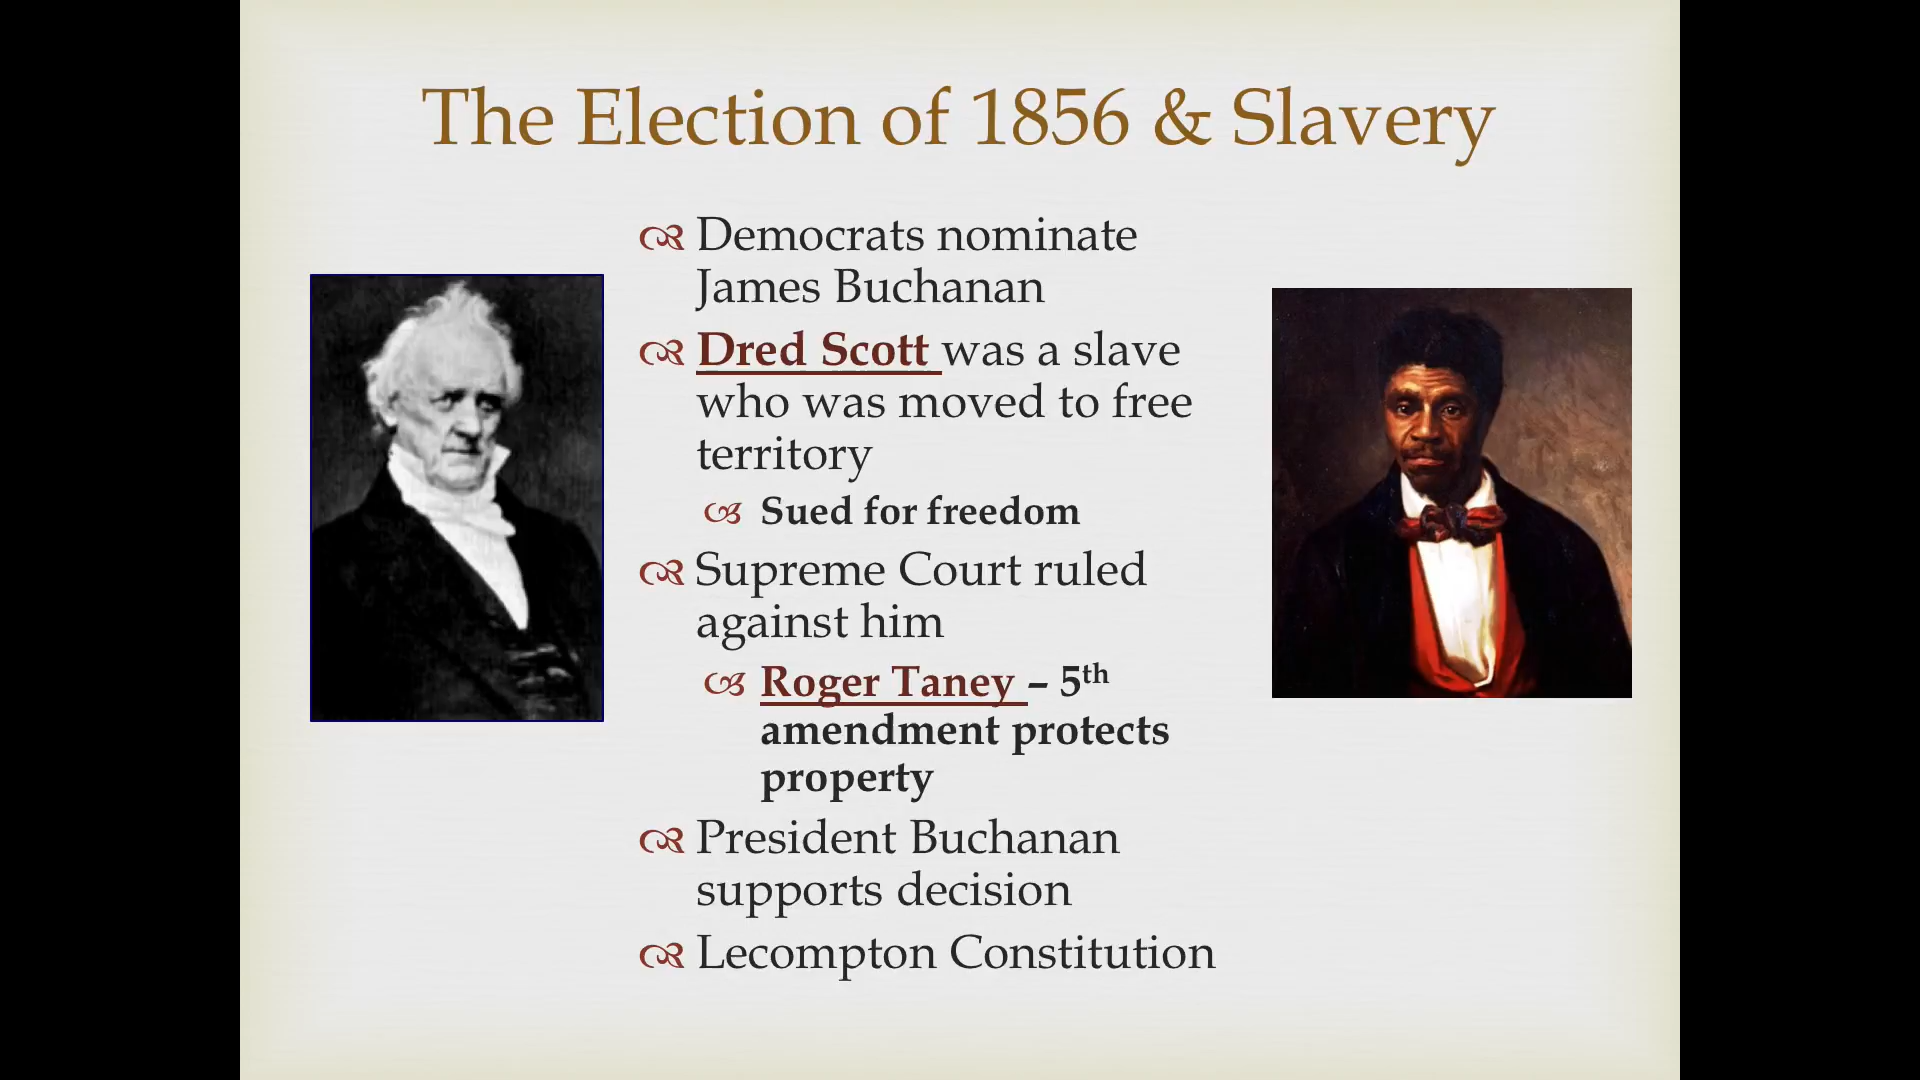 The Election of 1856 & Slavery
Democrats nominate
James Buchanan
Dred Scott was a slave
who was moved to free
territory
Sued for freedom
Supreme Court ruled
against him
Roger Taney – 5th
amendment protects
property
President Buchanan
supports decision
Lecompton Constitution